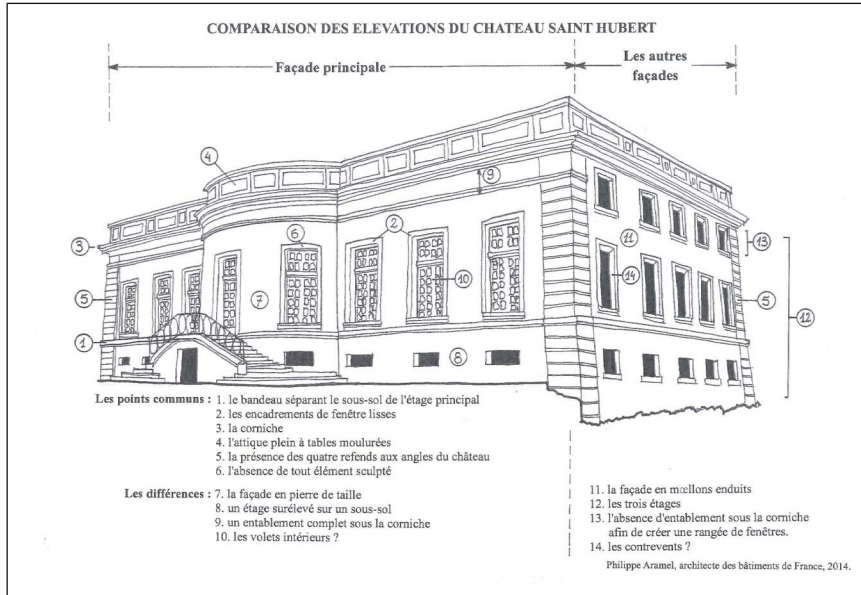 COMPARAISON DES ELEVATIONS DU CHATEAU SAINT HUBERT
Façade principale
Les autres
façades
4
9
3
6
2
11
13
10
14
7
5
5
12
1
8
Les points communs : 1. le bandeau séparant le sous-sol de l'étage principal
2. les encadrements de fenêtre lisses
3. la corniche
4. l'attique plein à tables moulurées
5. la présence des quatre refends aux angles du château
6. l'absence de tout élément sculpté
Les différences : 7. la façade en pierre de taille
8. un étage surélevé sur un sous-sol
9. un entablement complet sous la corniche
10. les volets intérieurs ?
11. la façade en mœllons enduits
12. les trois étages
13. l'absence d'entablement sous la corniche
afin de créer une rangée de fenêtres.
14. les contrevents ?
Philippe Aramel, architecte des bâtiments de France, 2014.